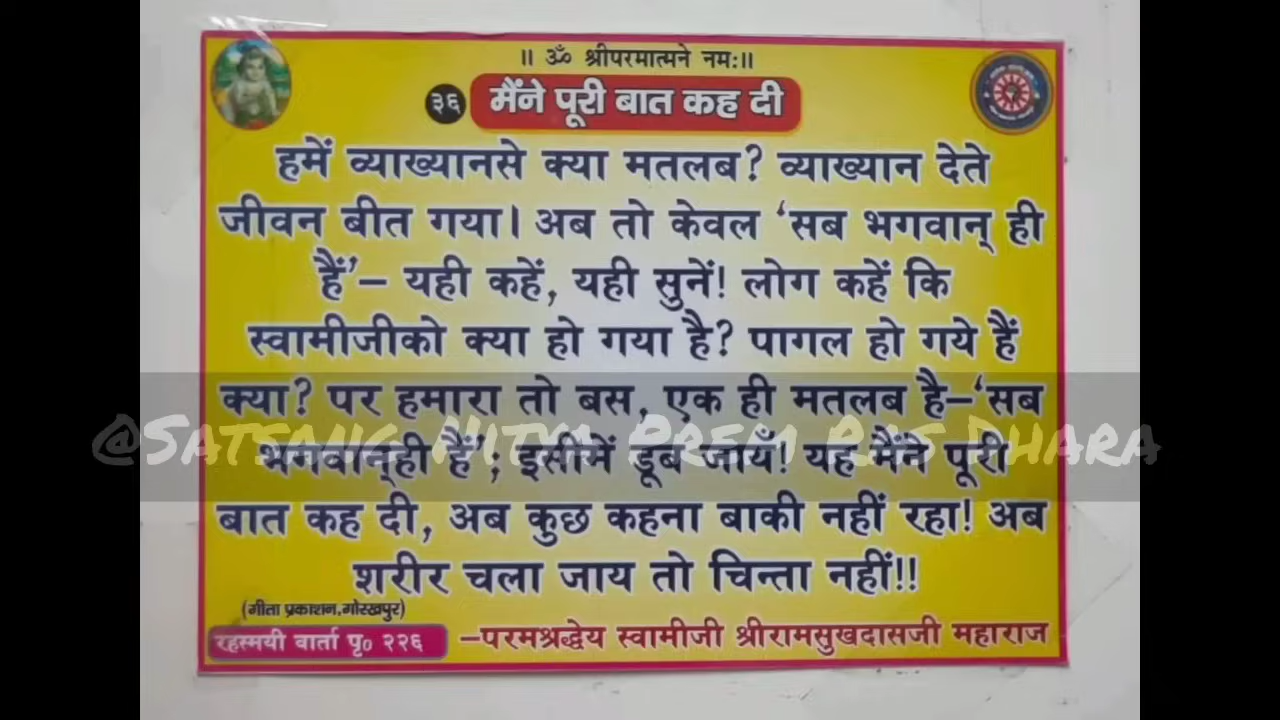 ॥ ॐ श्रीपरमात्मने नमः॥
३६ मैंने पूरी बात कह दी
हमें व्याख्यानसे क्या मतलब? व्याख्यान देते
जीवन बीत गया। अब तो केवल ‘सब भगवान् ही
हैं’– यही कहें, यही सुनें! लोग कहें कि
स्वामीजीको क्या हो गया है? पागल हो गये हैं
क्या? पर हमारा तो बस, एक ही मतलब है–‘सब
@Satsang Nitya Prem Ras Dhara
भगवान्‌ही हैं’; इसीमें डूब जायँ! यह मैंने पूरी
बात कह दी, अब कुछ कहना बाकी नहीं रहा! अब
शरीर चला जाय तो चिन्ता नहीं!!
(गीता प्रकाशन,गोरखपुर)
रहस्मयी वार्ता पृ० २२६
–परमश्रद्धेय स्वामीजी श्रीरामसुखदासजी महाराज